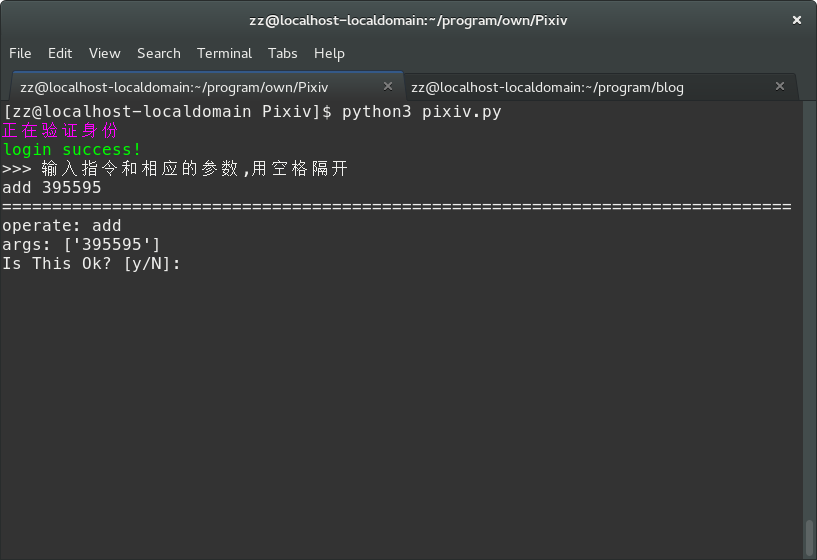 zz@localhost-localdomain:~/program/own/Pixiv
File Edit View Search Terminal Tabs Help
zz@localhost-localdomain:~/program/own/Pixiv zz@localhost-localdomain:~/program/blog
[zz@localhost-localdomain Pixiv]$ python3 pixiv.py
正在验证身份
login success!
>>> 输入指令和相应的参数,用空格隔开
add 395595
===============================================================================
operate: add
args: ['395595']
Is This Ok? [y/N]: